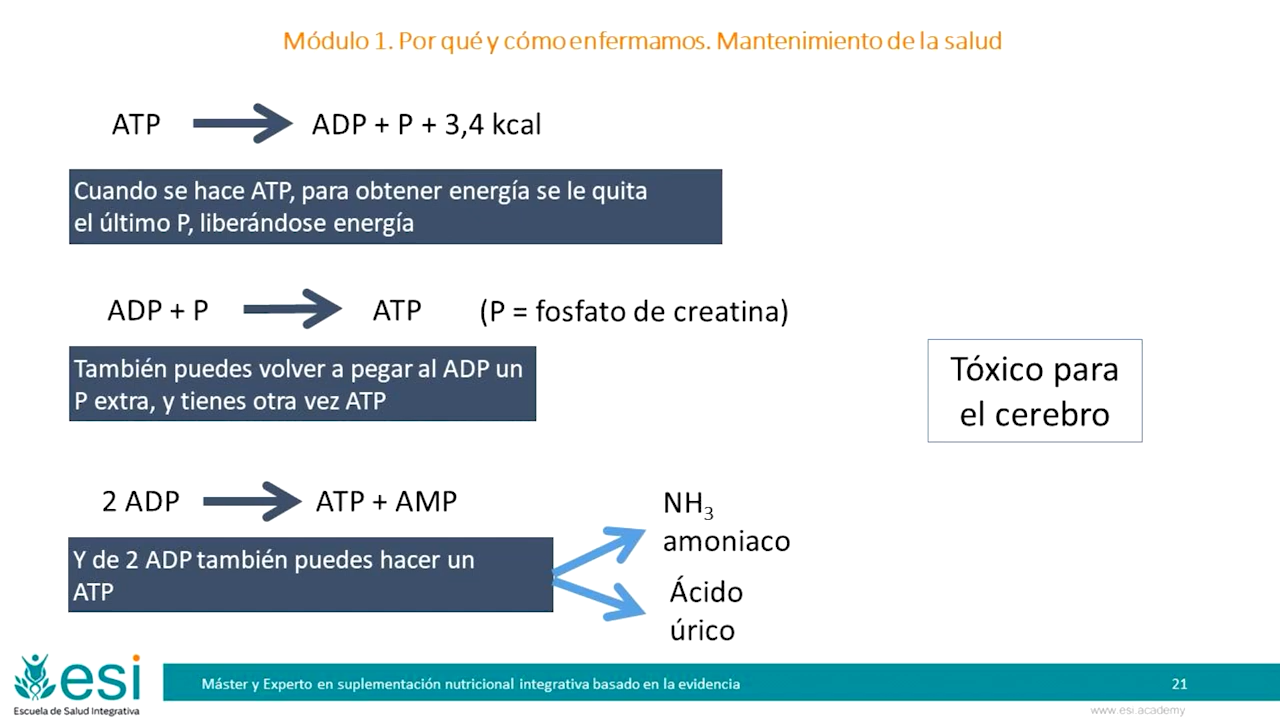 Módulo 1. Por qué y cómo enfermamos. Mantenimiento de la salud
ATP ADP + P + 3,4 kcal
Cuando se hace ATP, para obtener energía se le quita
el último P, liberándose energía
ADP + P ATP (P = fosfato de creatina)
También puedes volver a pegar al ADP un
P extra, y tienes otra vez ATP
Tóxico para
el cerebro
2 ADP ATP + AMP
Y de 2 ADP también puedes hacer un
ATP
NH₃
amoniaco
Ácido
úrico
esi
Escuela de Salud Integrativa
Máster y Experto en suplementación nutricional integrativa basado en la evidencia
21
www.esi.academy